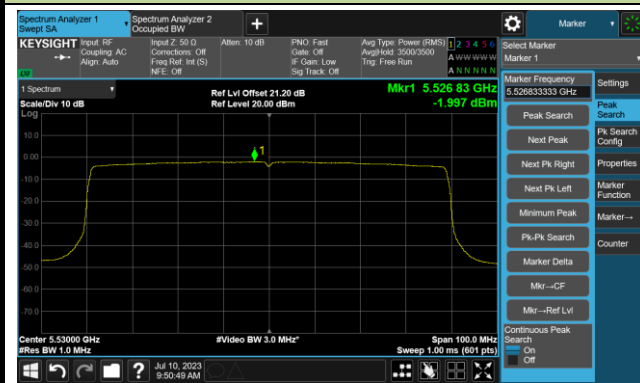 Spectrum Analyzer 1
Swept SA
Spectrum Analyzer 2
Occupied BW
+
Marker
KEYSIGHT
Input: RF
Coupling: AC
Align: Auto
Input Z: 50 Ω
Corrections: Off
Freq Ref: Int (S)
NFE: Off
Atten: 10 dB
PNO: Fast
Gate: Off
IF Gain: Low
Sig Track: Off
Avg Type: Power (RMS)
Avg|Hold: 3500/3500
Trig: Free Run
1 2 3 4 5 6
A W W W W W
A N N N N N
Select Marker
Marker 1
1 Spectrum
Scale/Div 10 dB
Log
Ref Lvl Offset 21.20 dB
Ref Level 20.00 dBm
Mkr1 5.526 83 GHz
-1.997 dBm
Marker Frequency
5.526833333 GHz
Peak Search
Next Peak
Next Pk Right
Next Pk Left
Minimum Peak
Pk-Pk Search
Marker Delta
Mkr→CF
Mkr→Ref Lvl
Continuous Peak
Search
On
Off
Settings
Peak
Search
Pk Search
Config
Properties
Marker
Function
Marker→
Counter
10.0
0.00
-10.0
-20.0
-30.0
-40.0
-50.0
-60.0
-70.0
1
Center 5.53000 GHz
#Res BW 1.0 MHz
#Video BW 3.0 MHz*
Span 100.0 MHz
Sweep 1.00 ms (601 pts)
?
Jul 10, 2023
9:50:49 AM